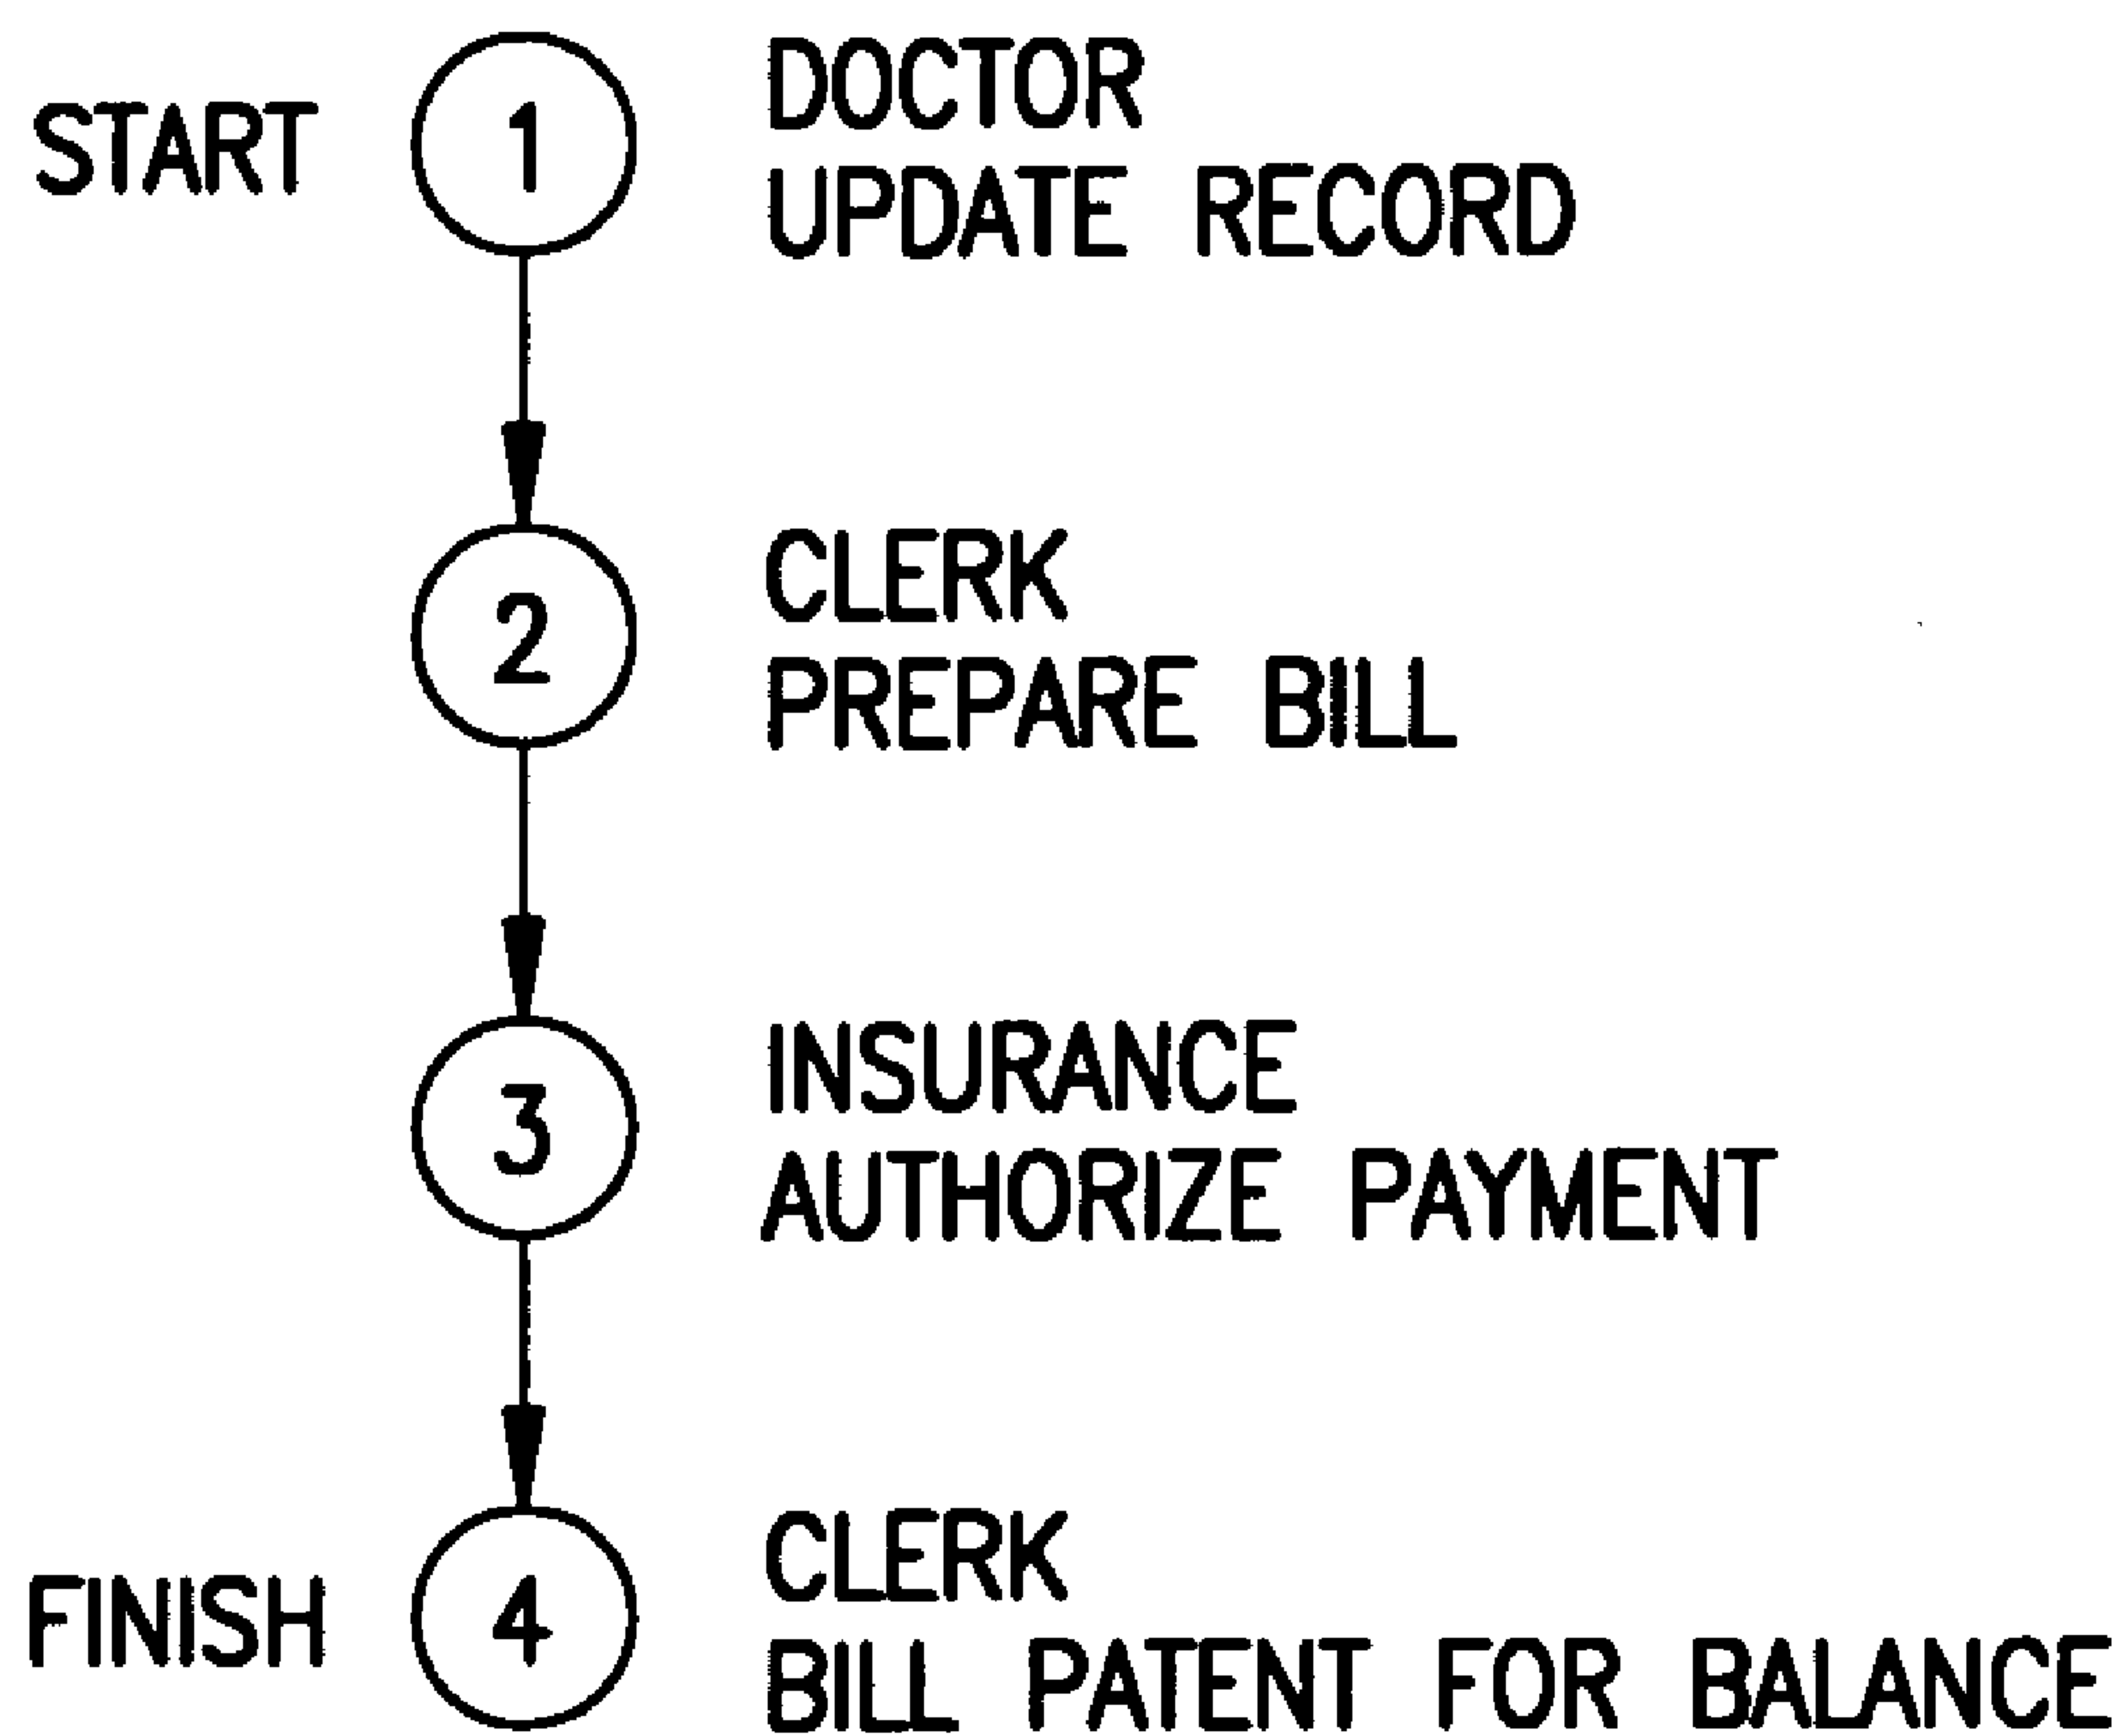 START
1
DOCTOR
UPDATE RECORD
2
CLERK
PREPARE BILL
3
INSURANCE
AUTHORIZE PAYMENT
FINISH
4
CLERK
BILL PATENT FOR BALANCE